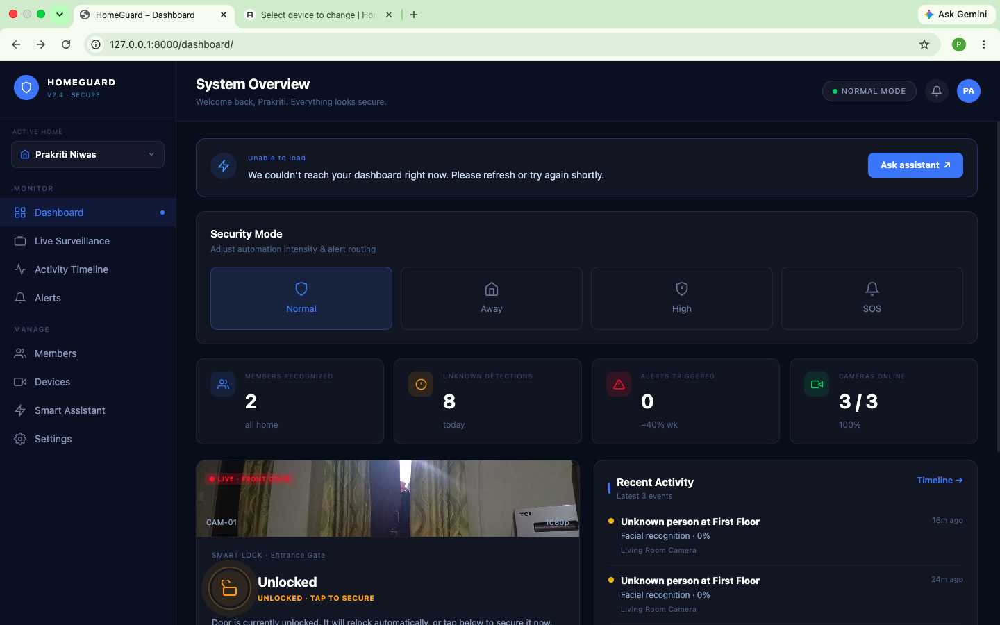 HomeGuard – Dashboard
Select device to change | Hon
Ask Gemini
127.0.0.1:8000/dashboard/
P
HOMEGUARD
V2.4 · SECURE
ACTIVE HOME
Prakriti Niwas
MONITOR
Dashboard
Live Surveillance
Activity Timeline
Alerts
MANAGE
Members
Devices
Smart Assistant
Settings
System Overview
Welcome back, Prakriti. Everything looks secure.
NORMAL MODE
PA
Unable to load
We couldn't reach your dashboard right now. Please refresh or try again shortly.
Ask assistant ↗
Security Mode
Adjust automation intensity & alert routing
Normal
Away
High
SOS
MEMBERS RECOGNIZED
2
all home
UNKNOWN DETECTIONS
8
today
ALERTS TRIGGERED
0
−40% wk
CAMERAS ONLINE
3 / 3
100%
LIVE · FRONT DOOR
CAM-01
TCL
1080p
SMART LOCK · Entrance Gate
Unlocked
UNLOCKED · TAP TO SECURE
Door is currently unlocked. It will relock automatically, or tap below to secure it now.
Recent Activity
Latest 3 events
Timeline →
Unknown person at First Floor
16m ago
Facial recognition · 0%
Living Room Camera
Unknown person at First Floor
24m ago
Facial recognition · 0%
Living Room Camera